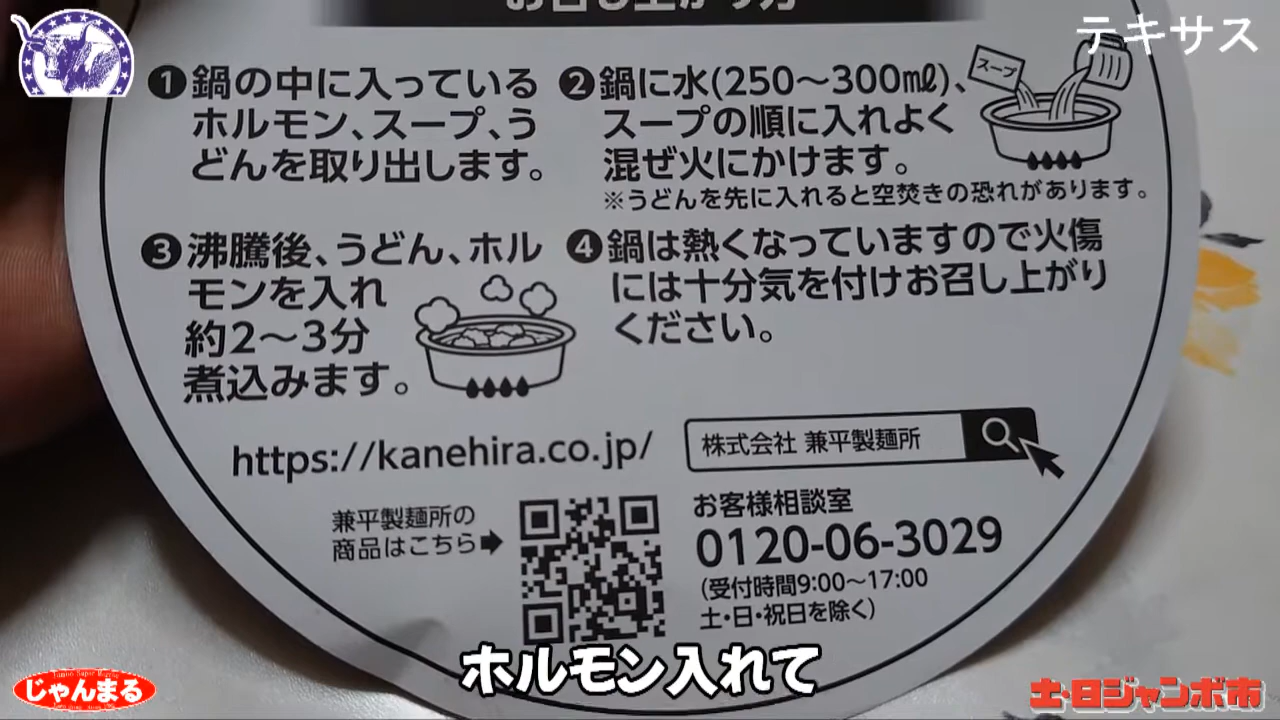 お召し上がり方
テキサス
❶鍋の中に入っている
ホルモン、スープ、う
どんを取り出します。
❷鍋に水(250〜300㎖)、
スープの順に入れよく
混ぜ火にかけます。
※うどんを先に入れると空焚きの恐れがあります。
スープ
❸沸騰後、うどん、ホル
モンを入れ
約2〜3分
煮込みます。
❹鍋は熱くなっていますので火傷
には十分気を付けお召し上がり
ください。
https://kanehira.co.jp/
株式会社 兼平製麺所
兼平製麺所の
商品はこちら➡
お客様相談室
0120-06-3029
(受付時間9:00〜17:00
土・日・祝日を除く)
ホルモン入れて
じゃんまる
土・日ジャンボ市